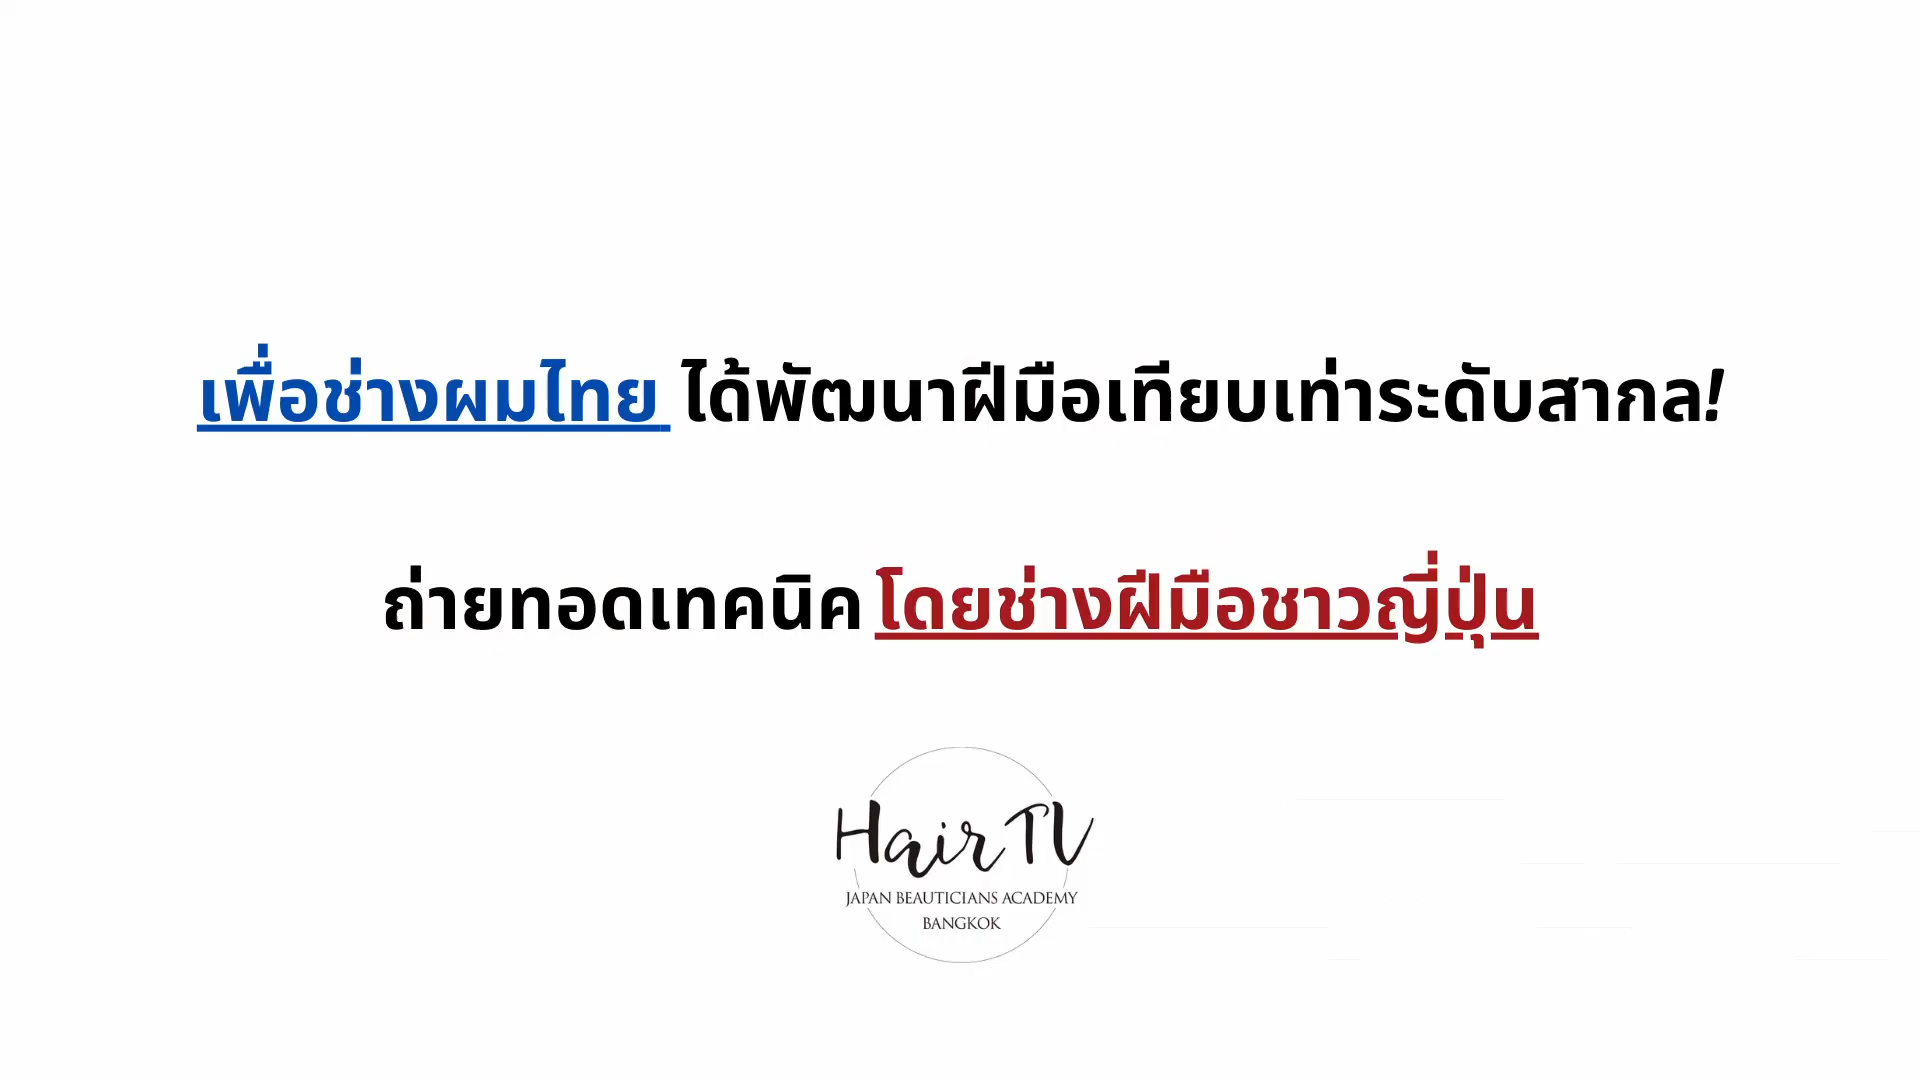 เพื่อช่างผมไทย ได้พัฒนาฝีมือเทียบเท่าระดับสากล!
ถ่ายทอดเทคนิค โดยช่างฝีมือชาวญี่ปุ่น
Hair TV
JAPAN BEAUTICIANS ACADEMY
BANGKOK